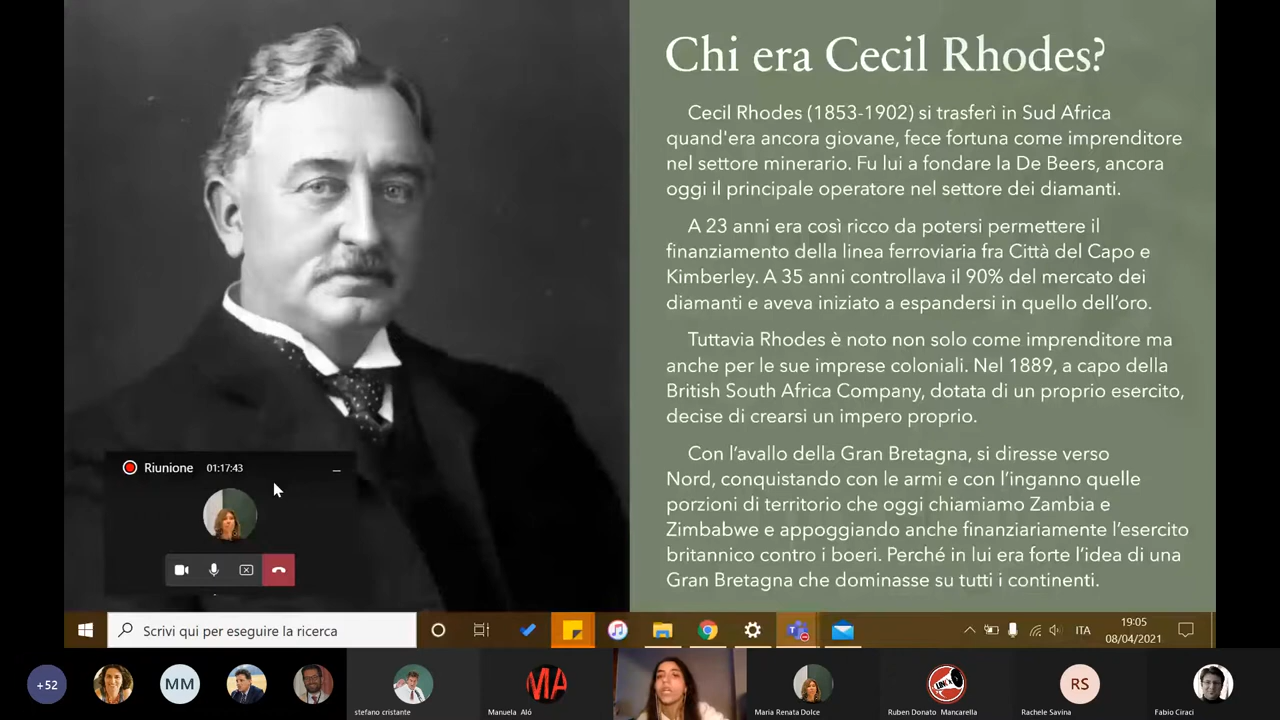 Chi era Cecil Rhodes?
Cecil Rhodes (1853-1902) si trasferì in Sud Africa
quand'era ancora giovane, fece fortuna come imprenditore
nel settore minerario. Fu lui a fondare la De Beers, ancora
oggi il principale operatore nel settore dei diamanti.
A 23 anni era così ricco da potersi permettere il
finanziamento della linea ferroviaria fra Città del Capo e
Kimberley. A 35 anni controllava il 90% del mercato dei
diamanti e aveva iniziato a espandersi in quello dell’oro.
Tuttavia Rhodes è noto non solo come imprenditore ma
anche per le sue imprese coloniali. Nel 1889, a capo della
British South Africa Company, dotata di un proprio esercito,
decise di crearsi un impero proprio.
Con l’avallo della Gran Bretagna, si diresse verso
Nord, conquistando con le armi e con l’inganno quelle
porzioni di territorio che oggi chiamiamo Zambia e
Zimbabwe e appoggiando anche finanziariamente l’esercito
britannico contro i boeri. Perché in lui era forte l’idea di una
Gran Bretagna che dominasse su tutti i continenti.
Riunione 01:17:43
Scrivi qui per eseguire la ricerca
ITA
19:05
08/04/2021
+52
MM
stefano cristante
MA
Manuela Aló
Maria Renata Dolce
Ruben Donato Mancarella
RS
Rachele Savina
Fabio Ciracì